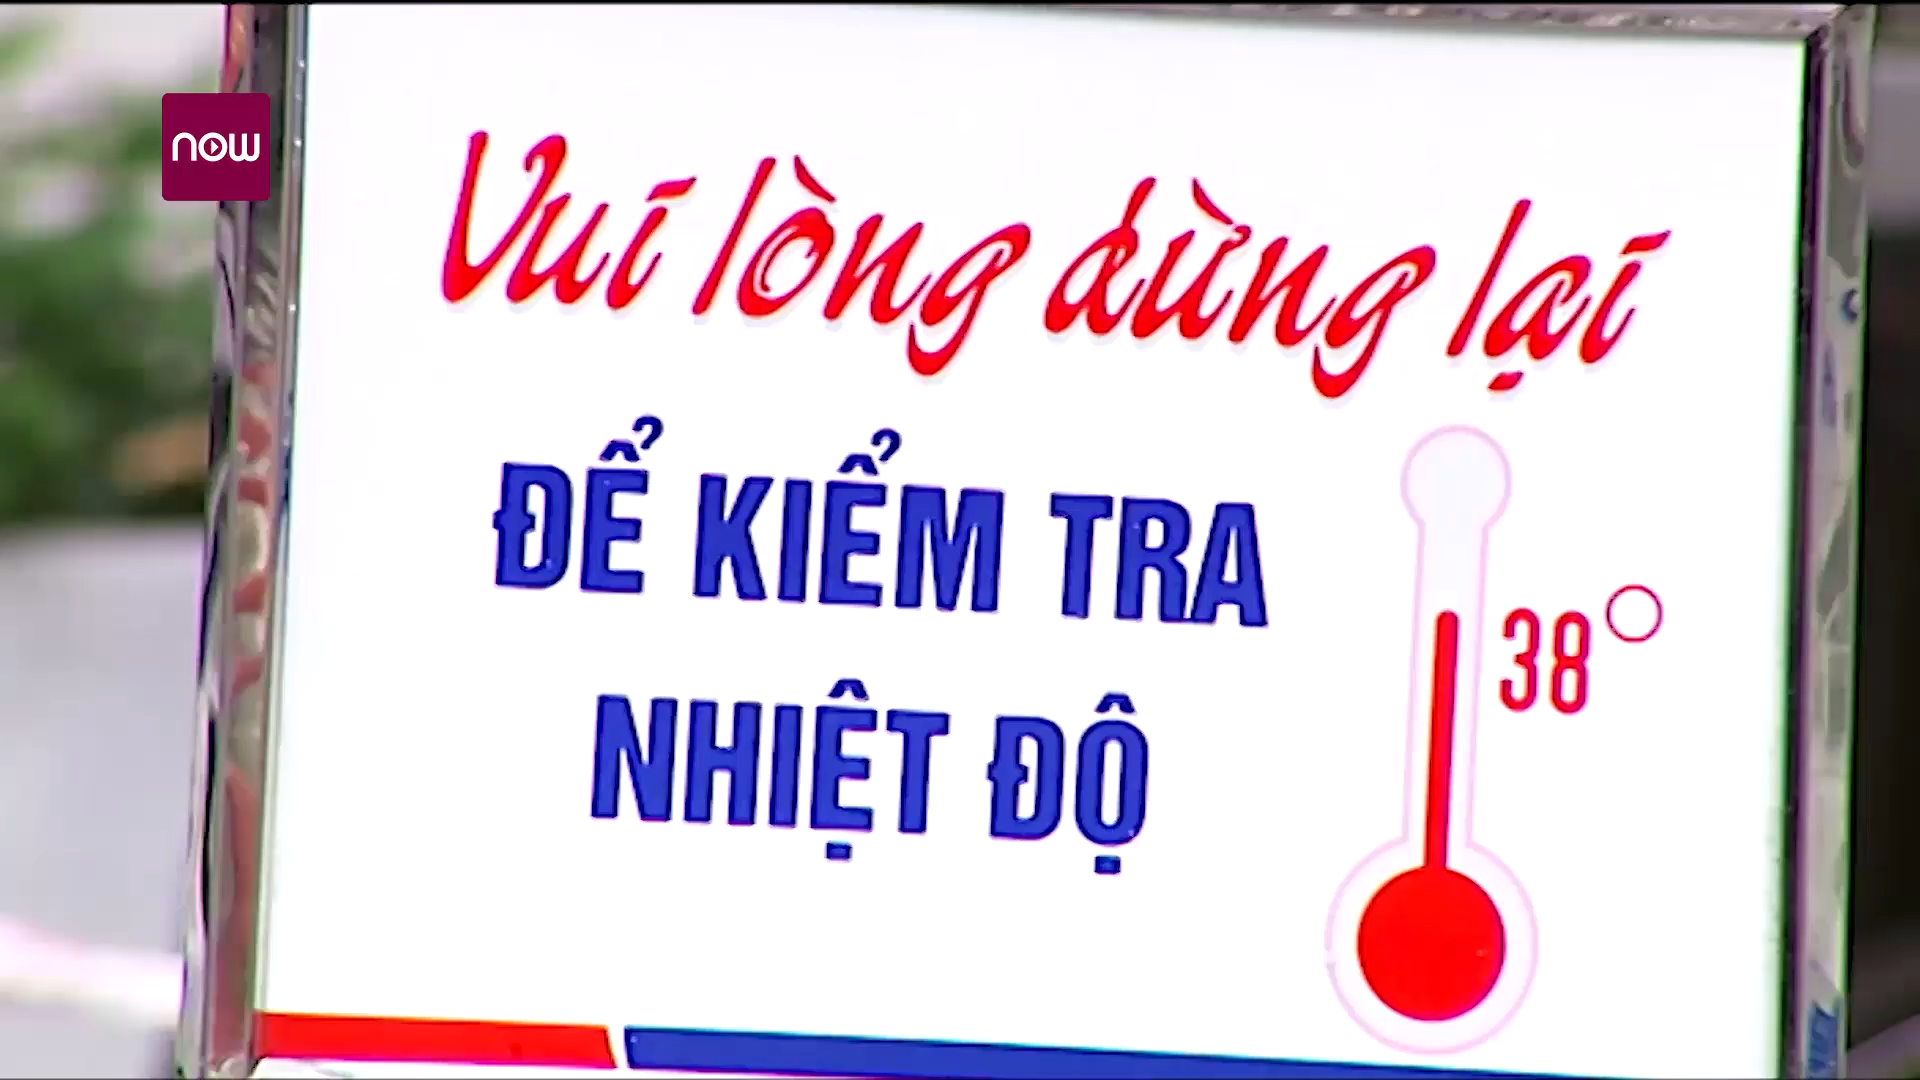 now
Vui lòng dừng lại
ĐỂ KIỂM TRA
38°
NHIỆT ĐỘ